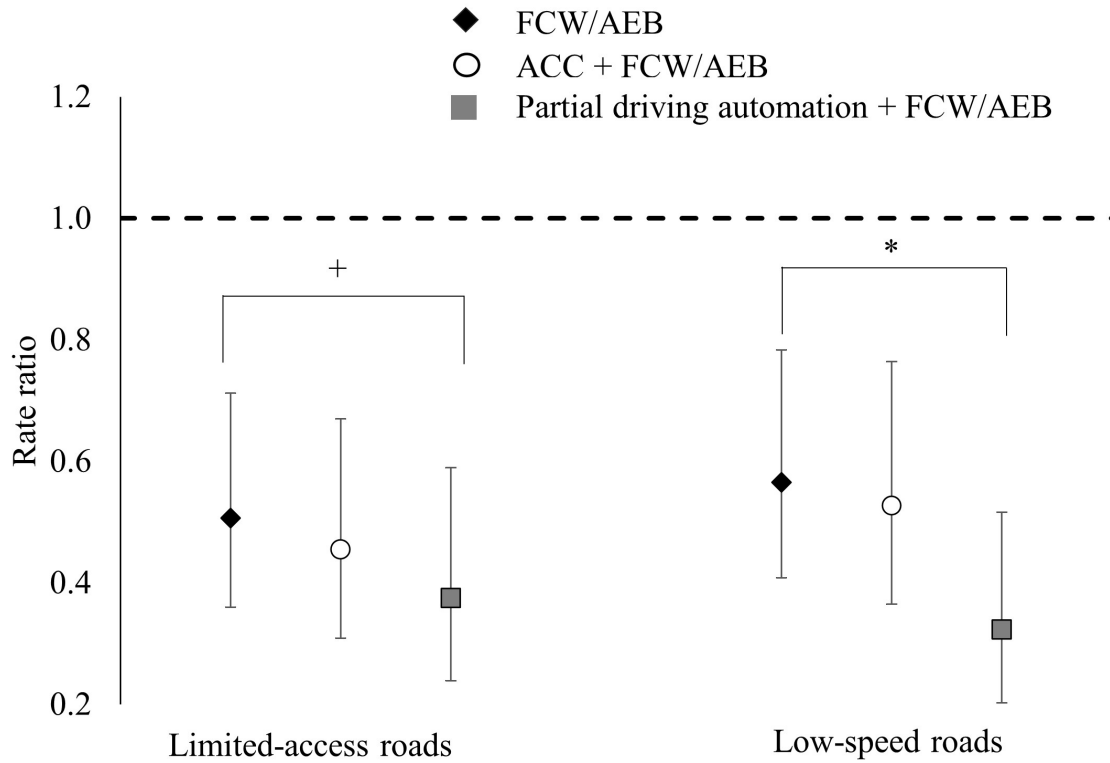 FCW/AEB
ACC + FCW/AEB
Partial driving automation + FCW/AEB
1.2
1.0
0.8
0.6
0.4
0.2
Rate ratio
+
*
Limited-access roads
Low-speed roads